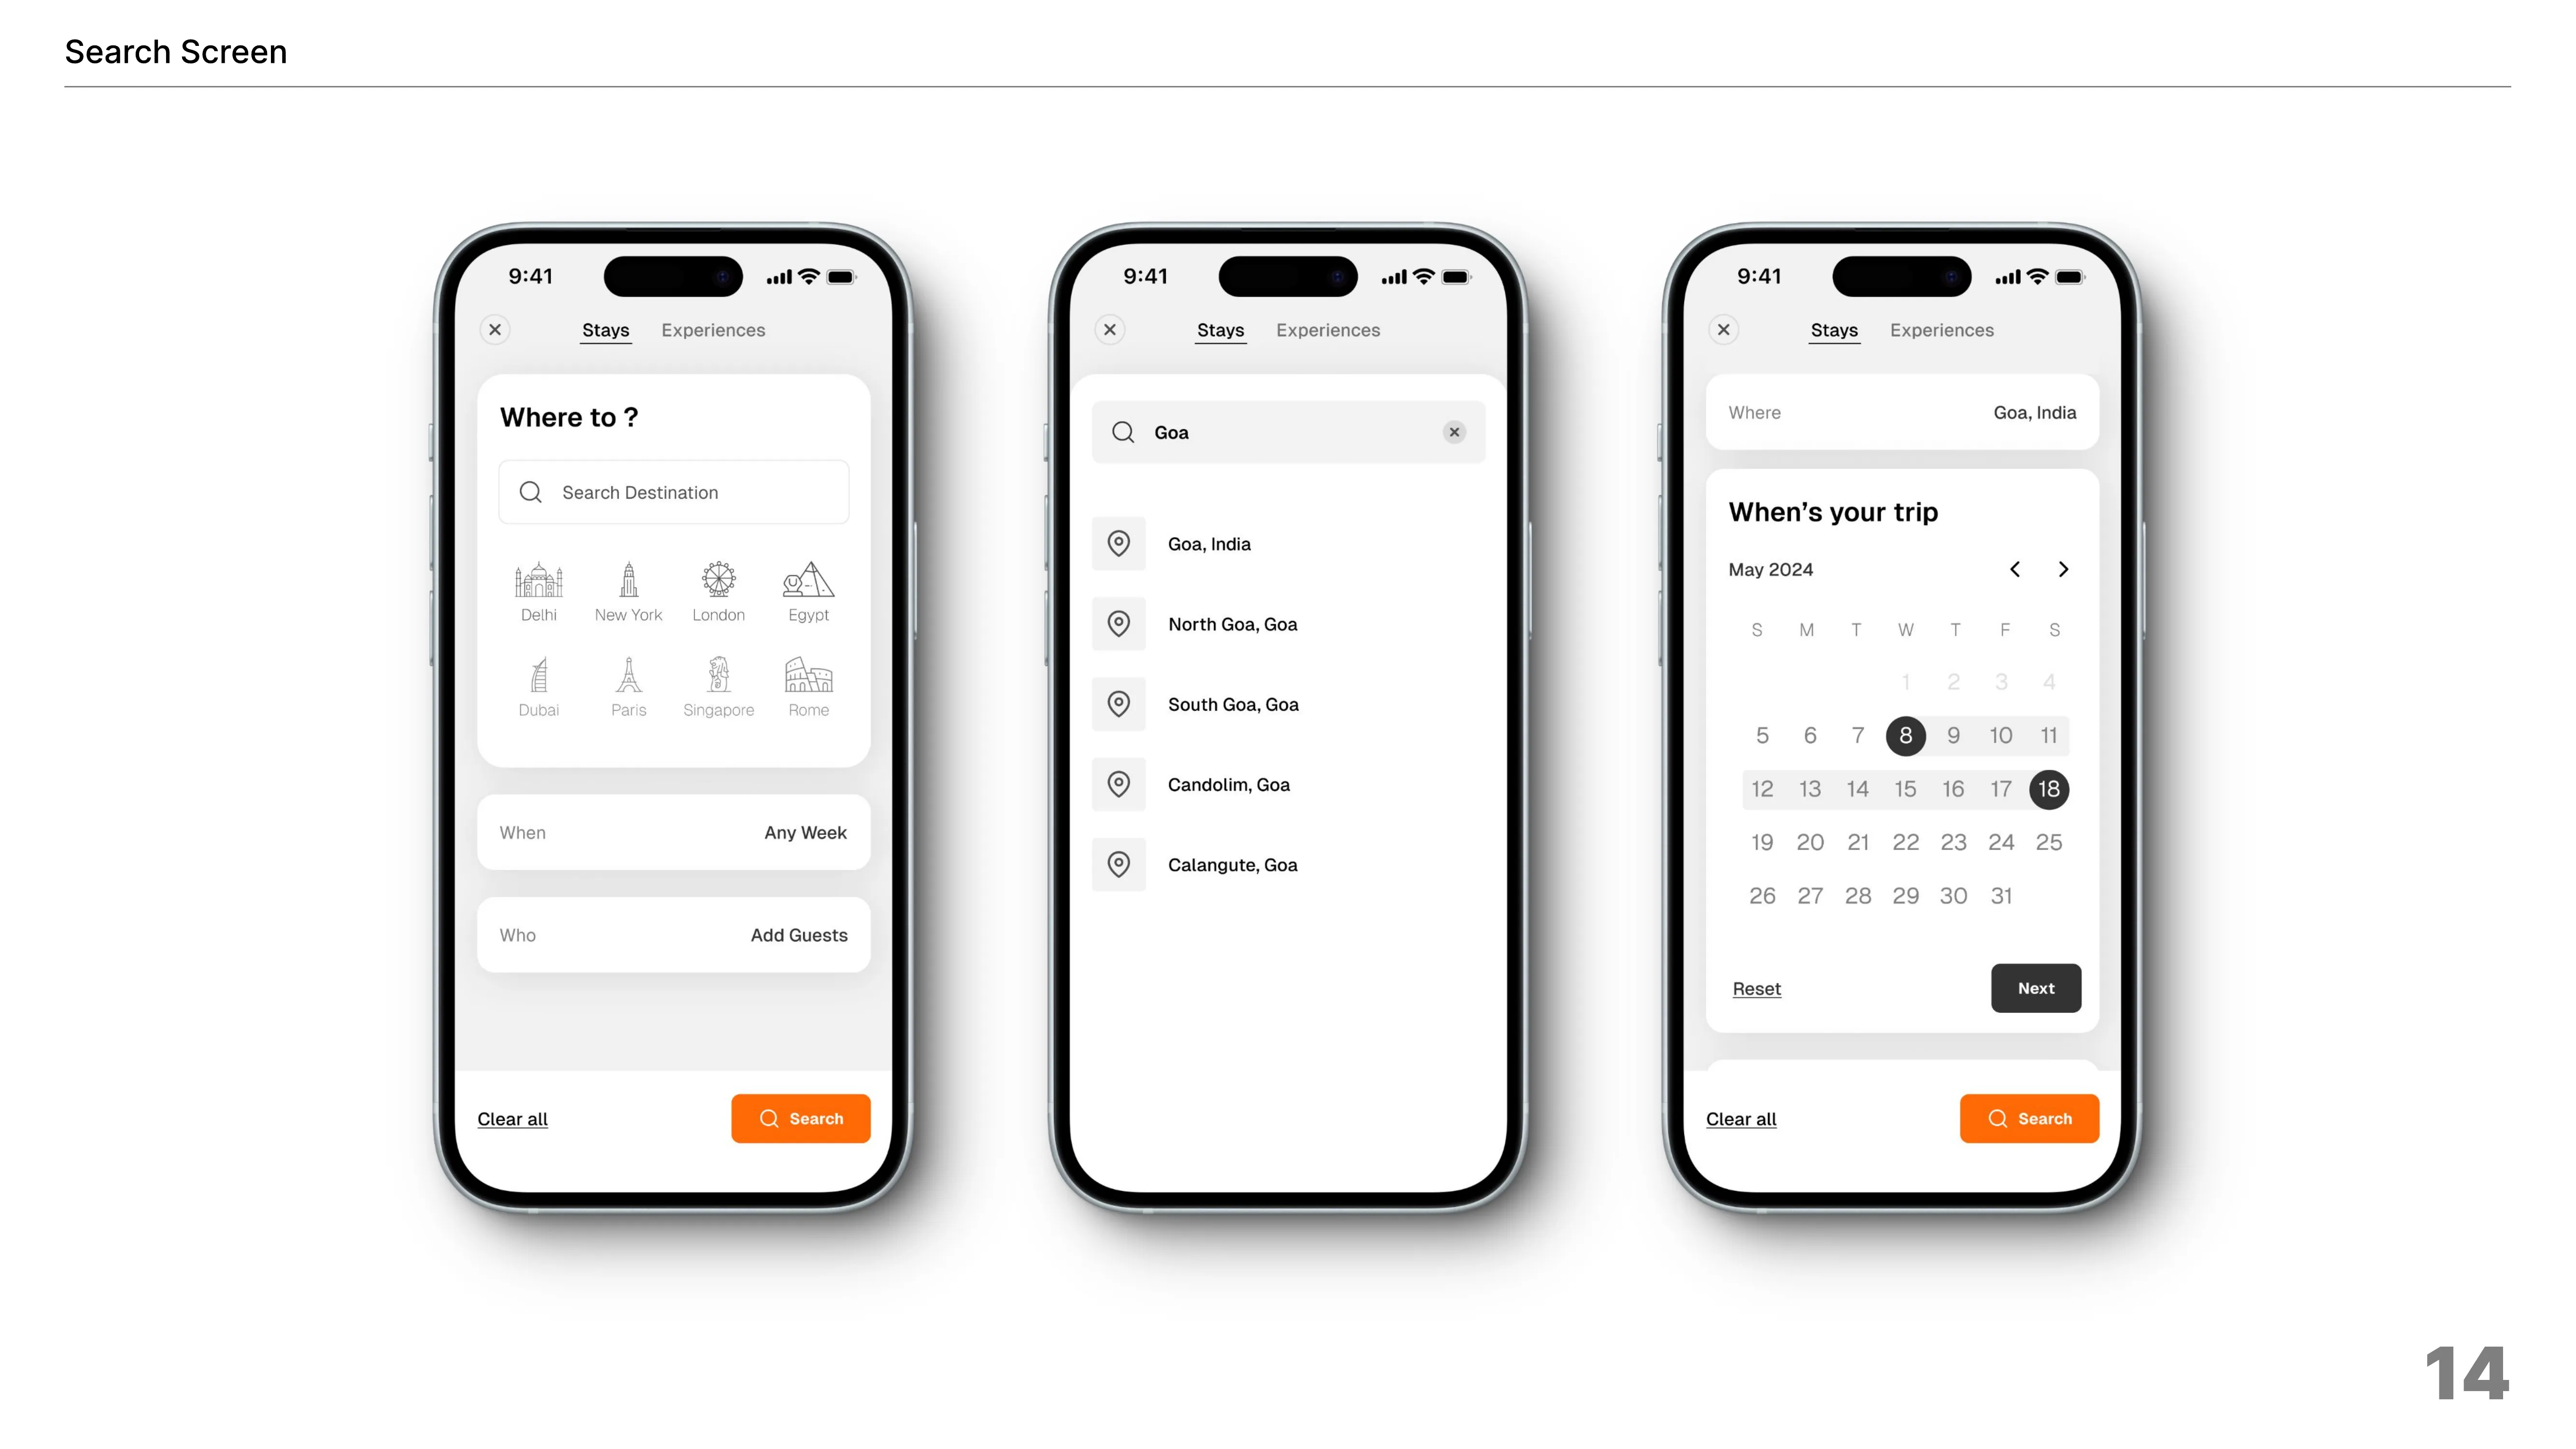 Search Screen
9:41
Stays Experiences
Where to ?
Search Destination
Delhi New York London Egypt
Dubai Paris Singapore Rome
When Any Week
Who Add Guests
Clear all Search
9:41
Stays Experiences
Goa
Goa, India
North Goa, Goa
South Goa, Goa
Candolim, Goa
Calangute, Goa
9:41
Stays Experiences
Where Goa, India
When’s your trip
May 2024
S M T W T F S
1 2 3 4
5 6 7 8 9 10 11
12 13 14 15 16 17 18
19 20 21 22 23 24 25
26 27 28 29 30 31
Reset Next
Clear all Search
14